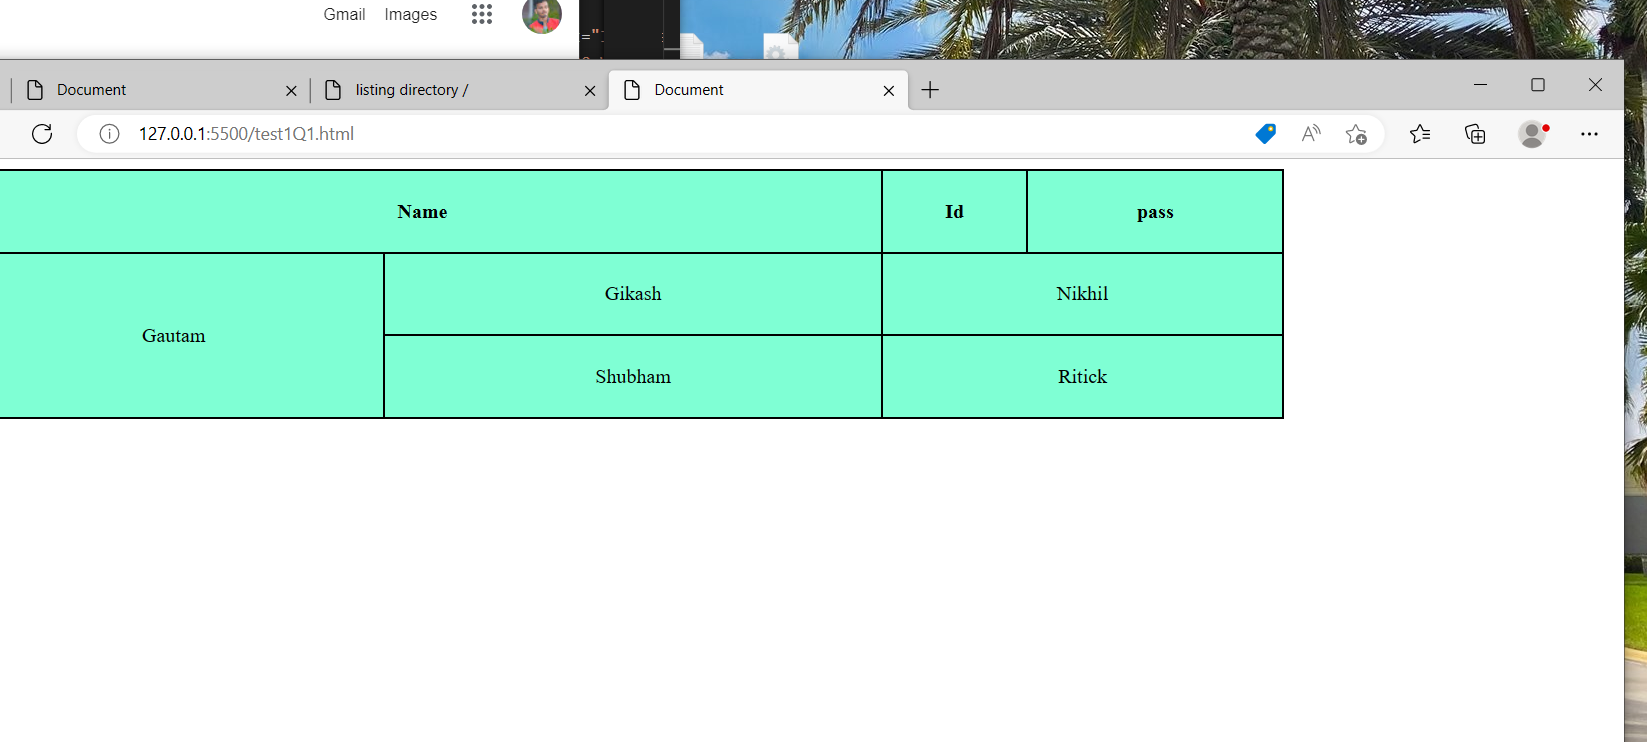 Gmail Images
="
Document
listing directory /
Document
127.0.0.1:5500/test1Q1.html
Name Id pass
Gautam Gikash Nikhil
Shubham Ritick